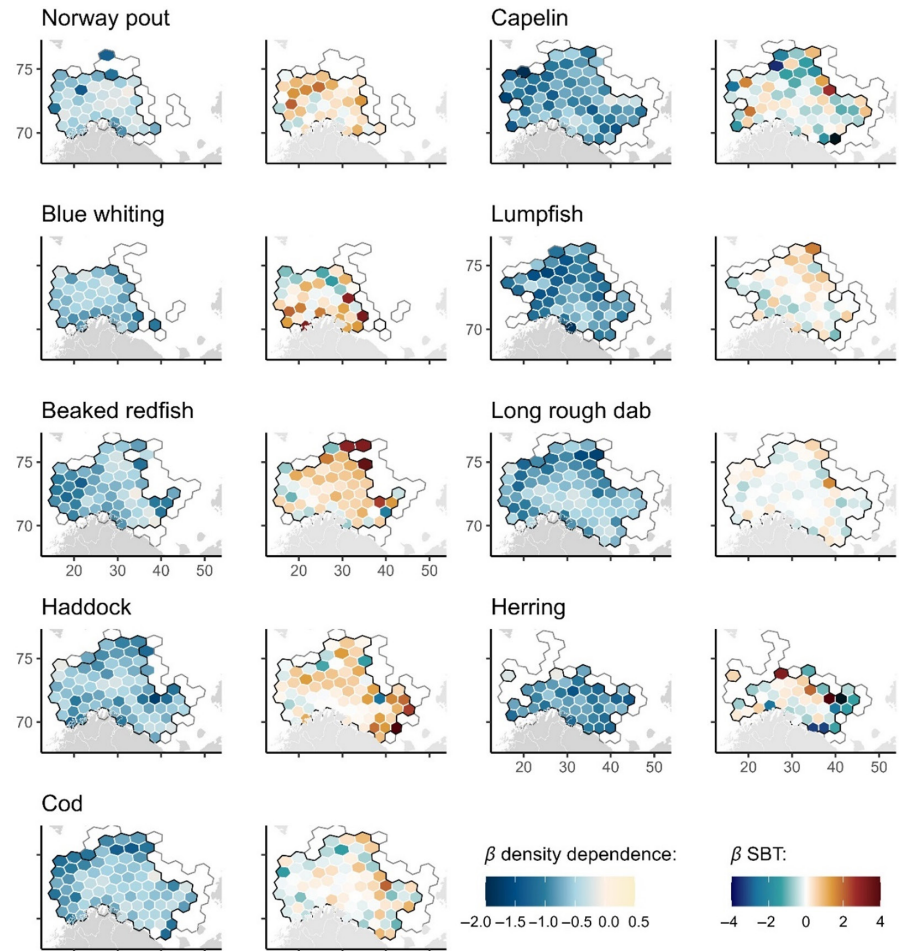 Norway pout
Capelin
75
70
75
70
Blue whiting
Lumpfish
75
70
Beaked redfish
Long rough dab
75
70
75
70
20 30 40 50
20 30 40 50
Haddock
Herring
75
70
75
70
20 30 40 50
20 30 40 50
Cod
β density dependence:
−2.0 −1.5 −1.0 −0.5 0.0 0.5
β SBT:
−4 −2 0 2 4